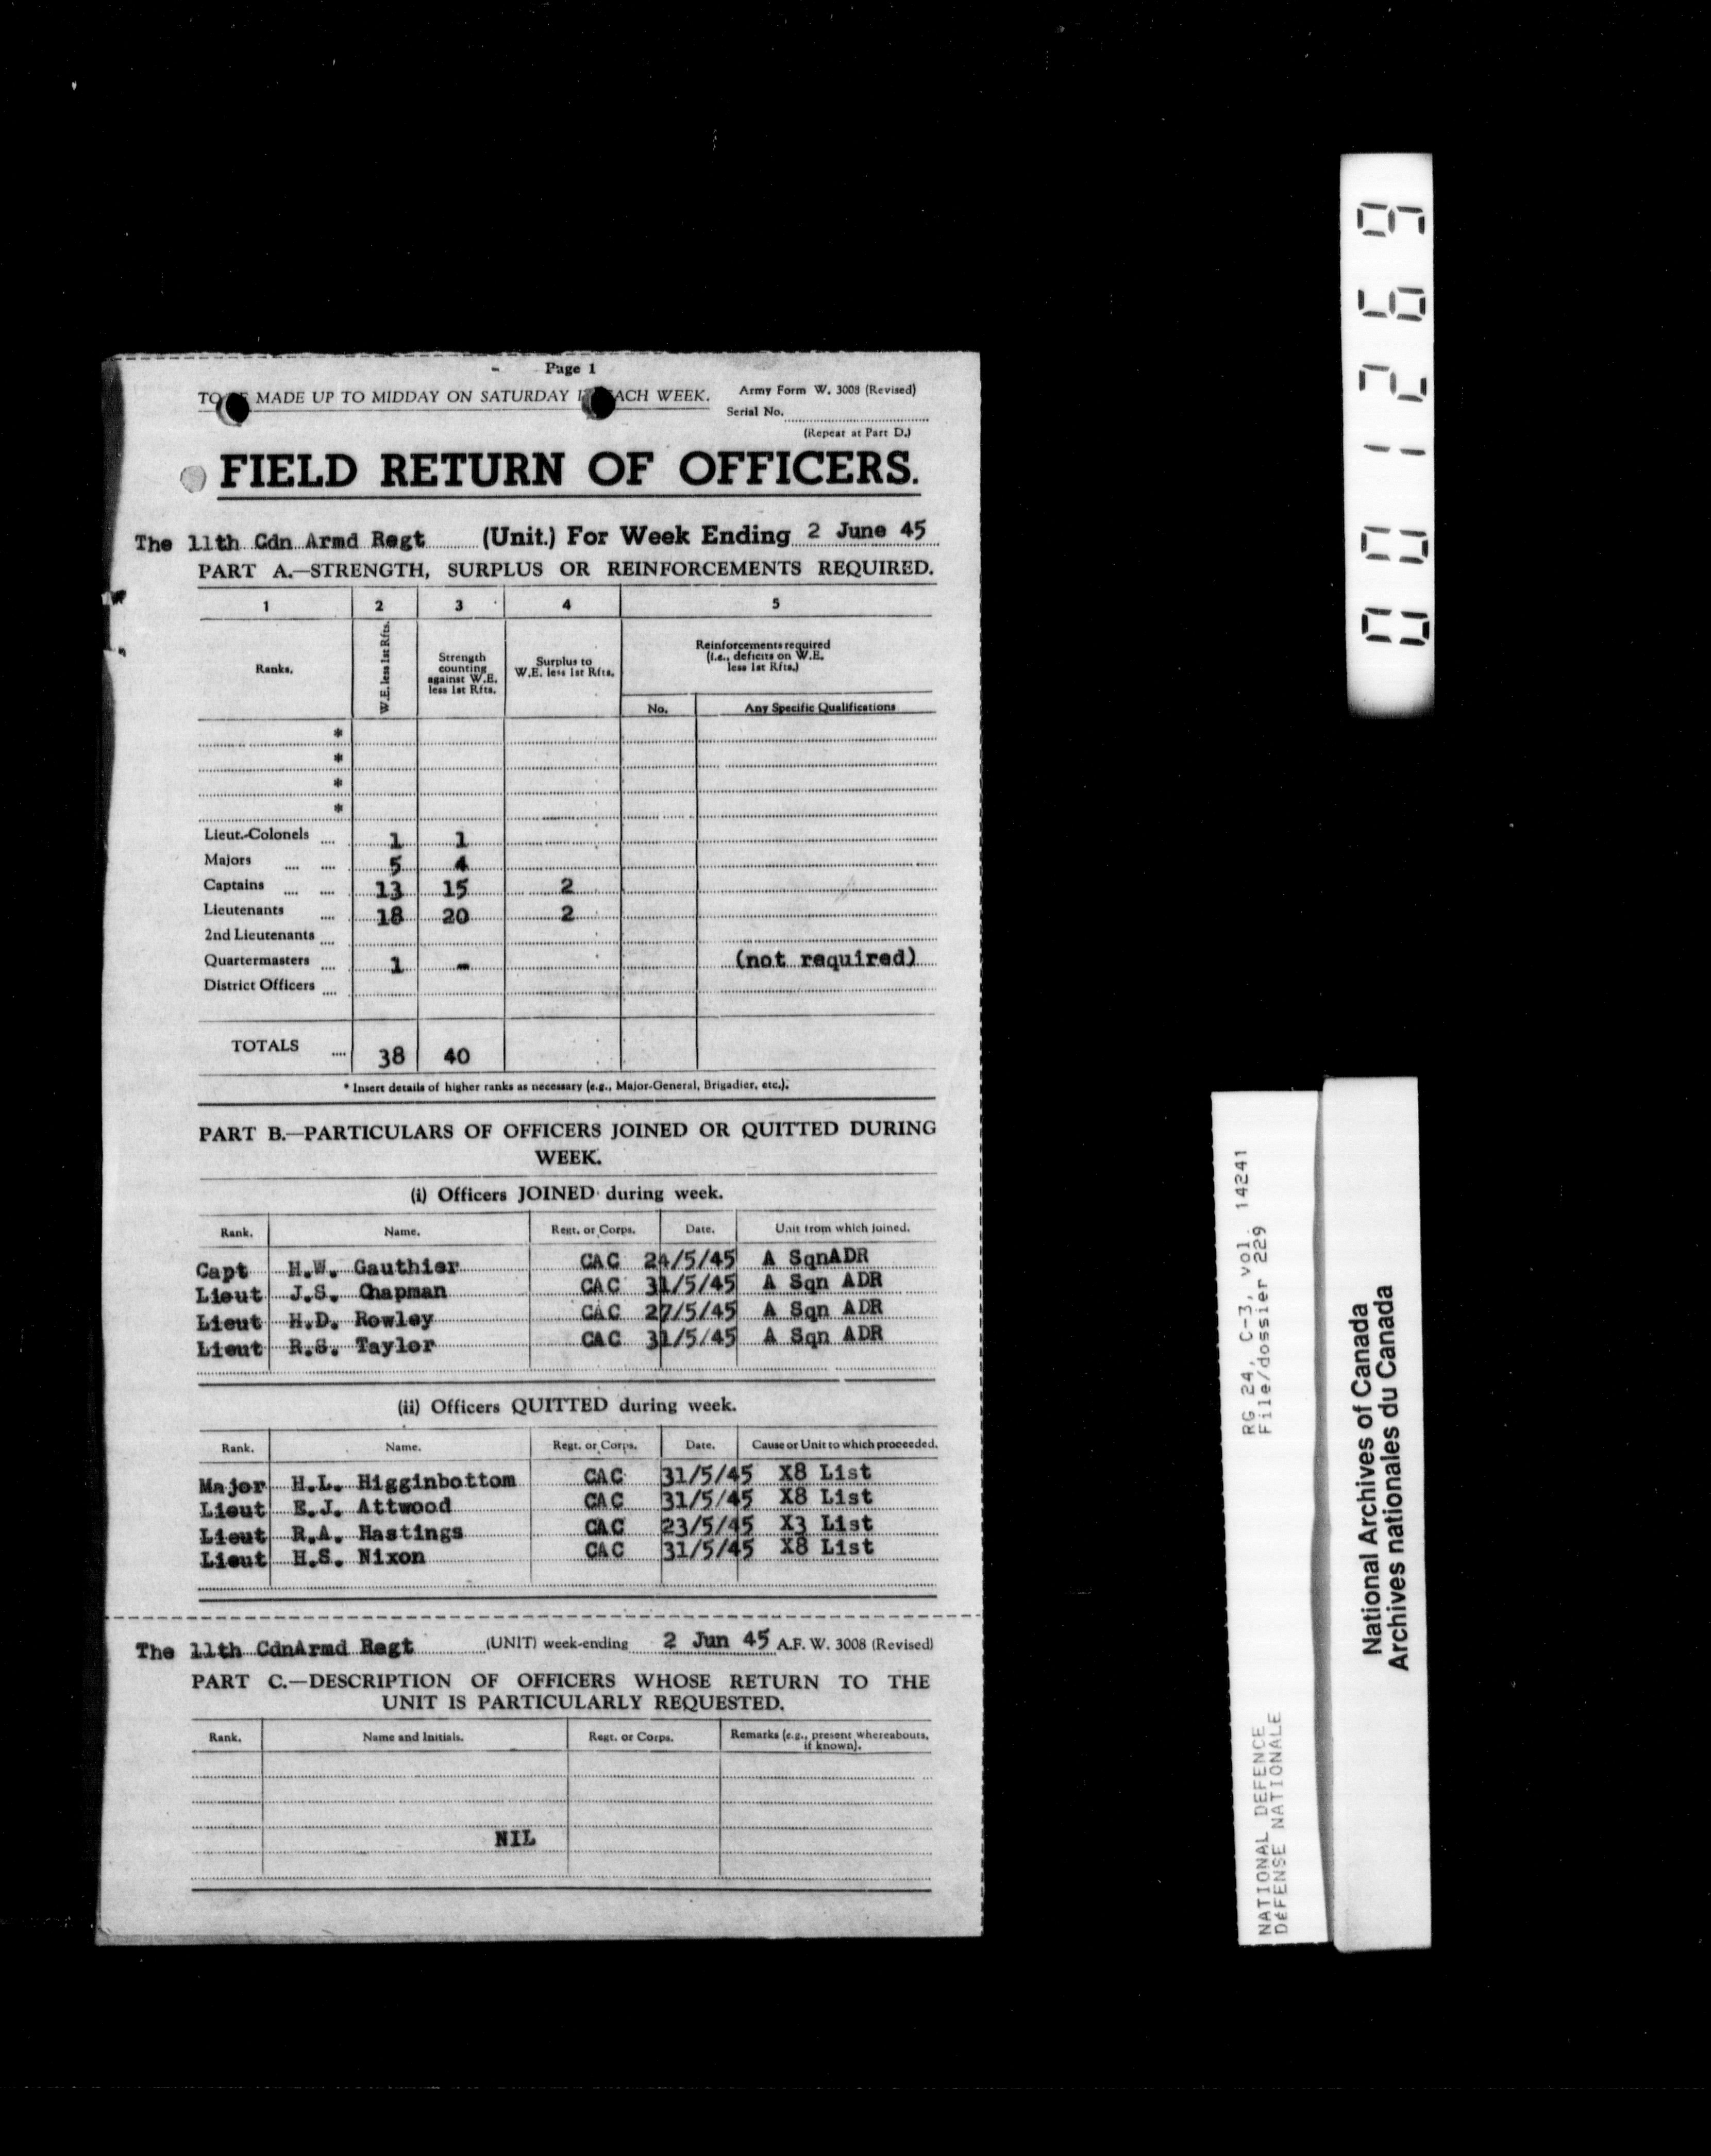 Page 1
TO BE MADE UP TO MIDDAY ON SATURDAY IN EACH WEEK.
Army Form W. 3008 (Revised)
Serial No.
(Repeat at Part D.)
FIELD RETURN OF OFFICERS.
The 11th Cdn Armd Regt (Unit.) For Week Ending 2 June 45
PART A.—STRENGTH, SURPLUS OR REINFORCEMENTS REQUIRED.
1 2 3 4 5
Ranks.
W.E. less 1st Rfts.
Strength counting against W.E. less 1st Rfts.
Surplus to W.E. less 1st Rfts.
Reinforcements required (i.e., deficits on W.E. less 1st Rfts.)
No. Any Specific Qualifications
*
*
*
*
Lieut.-Colonels 1 1
Majors 5 4
Captains 13 15 2
Lieutenants 18 20 2
2nd Lieutenants
Quartermasters 1 - (not required)
District Officers
TOTALS 38 40
* Insert details of higher ranks as necessary (e.g., Major-General, Brigadier, etc.).
PART B.—PARTICULARS OF OFFICERS JOINED OR QUITTED DURING
WEEK.
(i) Officers JOINED during week.
Rank. Name. Regt. or Corps. Date. Unit from which joined.
Capt H.W. Gauthier CAC 24/5/45 A SqnADR
Lieut J.S. Chapman CAC 31/5/45 A Sqn ADR
Lieut H.D. Rowley CAC 27/5/45 A Sqn ADR
Lieut R.S. Taylor CAC 31/5/45 A Sqn ADR
(ii) Officers QUITTED during week.
Rank. Name. Regt. or Corps. Date. Cause or Unit to which proceeded.
Major H.L. Higginbottom CAC 31/5/45 X8 List
Lieut E.J. Attwood CAC 31/5/45 X8 List
Lieut R.A. Hastings CAC 23/5/45 X3 List
Lieut H.S. Nixon CAC 31/5/45 X8 List
The 11th CdnArmd Regt (UNIT) week-ending 2 Jun 45 A.F. W. 3008 (Revised)
PART C.—DESCRIPTION OF OFFICERS WHOSE RETURN TO THE
UNIT IS PARTICULARLY REQUESTED.
Rank. Name and Initials. Regt. or Corps. Remarks (e.g., present whereabouts, if known).
NIL
001269
RG 24, C-3, vol. 14241
File/dossier 229
NATIONAL DEFENCE
DéFENSE NATIONALE
National Archives of Canada
Archives nationales du Canada